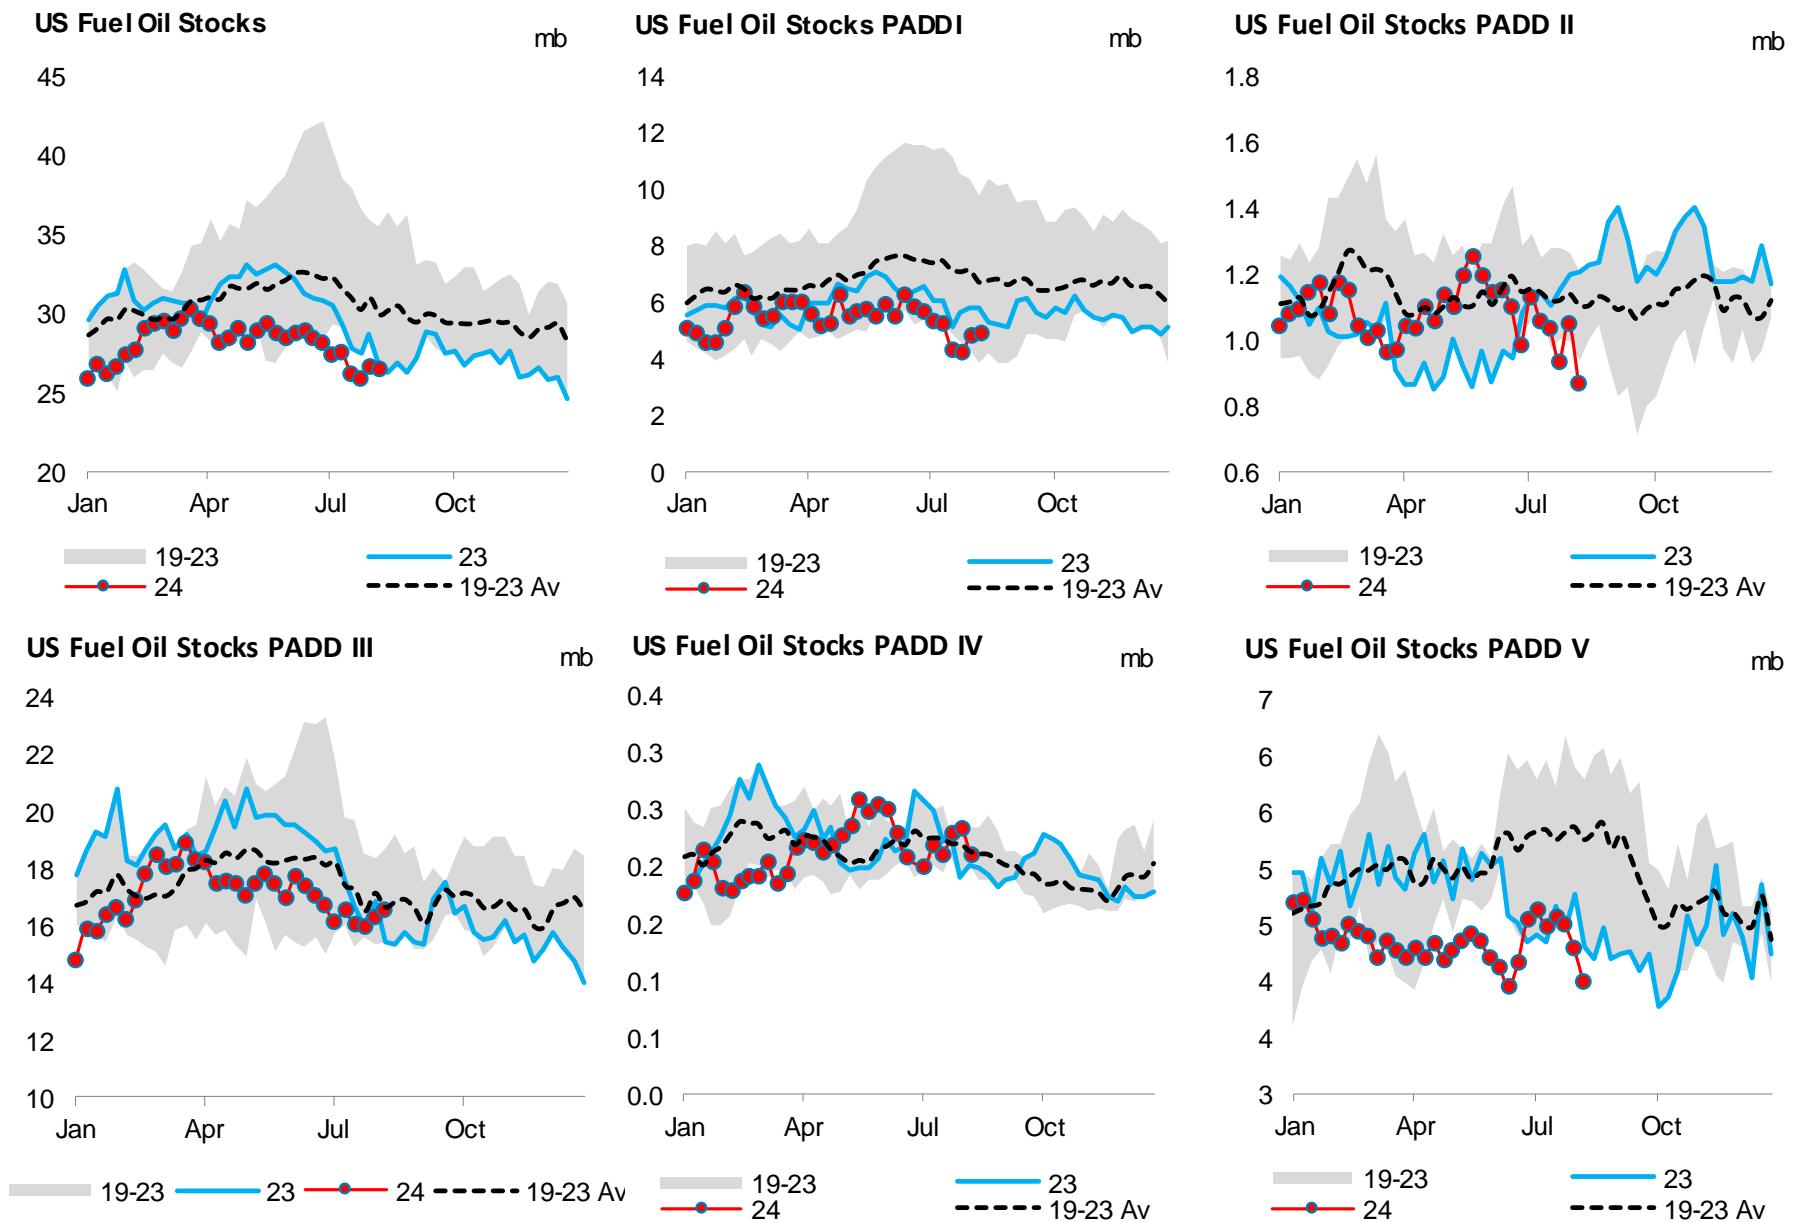 US Fuel Oil Stocks
mb
45
40
35
30
25
20
Jan Apr Jul Oct
19-23 23
24 19-23 Av
US Fuel Oil Stocks PADD I
mb
14
12
10
8
6
4
2
0
Jan Apr Jul Oct
19-23 23
24 19-23 Av
US Fuel Oil Stocks PADD II
mb
1.8
1.6
1.4
1.2
1.0
0.8
0.6
Jan Apr Jul Oct
19-23 23
24 19-23 Av
US Fuel Oil Stocks PADD III
mb
24
22
20
18
16
14
12
10
Jan Apr Jul Oct
19-23 23 24 19-23 Av
US Fuel Oil Stocks PADD IV
mb
0.4
0.3
0.3
0.2
0.2
0.1
0.1
0.0
Jan Apr Jul Oct
19-23 23
24 19-23 Av
US Fuel Oil Stocks PADD V
mb
7
6
6
5
5
4
4
3
Jan Apr Jul Oct
19-23 23
24 19-23 Av